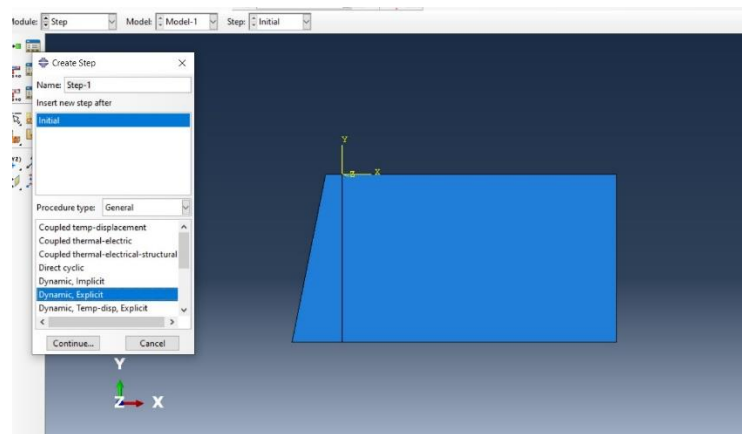 Module: Step Model: Model-1 Step: Initial
Create Step
Name: Step-1
Insert new step after
Initial
Procedure type: General
Coupled temp-displacement
Coupled thermal-electric
Coupled thermal-electrical-structural
Direct cyclic
Dynamic, Implicit
Dynamic, Explicit
Dynamic, Temp-disp, Explicit
Continue... Cancel
Y
Z X
Y
Z X